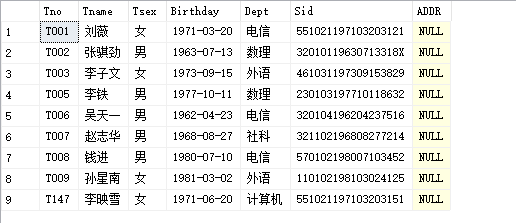 Tno Tname Tsex Birthday Dept Sid ADDR
1 T001 刘薇 女 1971-03-20 电信 551021197103203121 NULL
2 T002 张骐劲 男 1963-07-13 数理 32010119630713318X NULL
3 T003 李子文 女 1973-09-15 外语 461031197309153829 NULL
4 T005 李铁 男 1977-10-11 数理 230103197710118632 NULL
5 T006 吴天一 男 1962-04-23 电信 320104196204237516 NULL
6 T007 赵志华 男 1968-08-27 社科 321102196808277214 NULL
7 T008 钱进 男 1980-07-10 电信 570102198007103452 NULL
8 T009 孙星南 女 1981-03-02 外语 110102198103024125 NULL
9 T147 李映雪 女 1971-06-20 计算机 551021197103203151 NULL